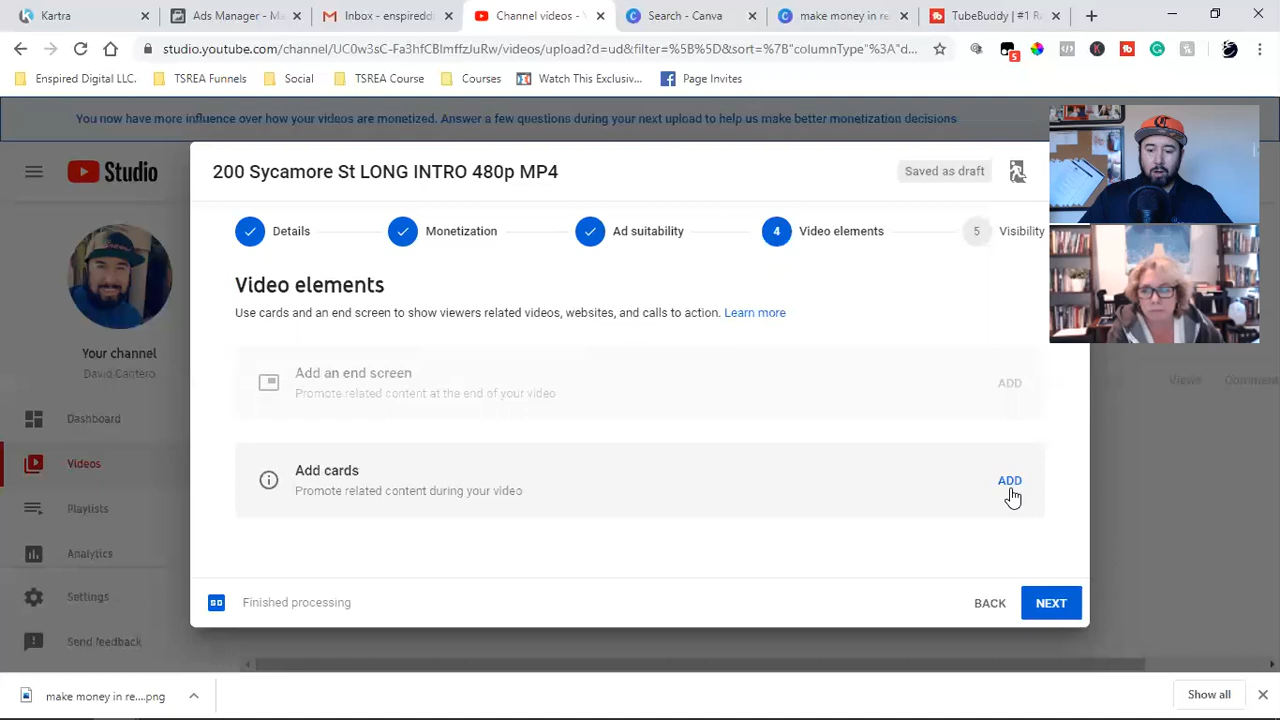 Kartra
Ads Manager - Ma
Inbox - enspireddi
Channel videos -
Search - Canva
make money in re
TubeBuddy | #1 R
studio.youtube.com/channel/UC0w3sC-Fa3hfCBlmffzJuRw/videos/upload?d=ud&filter=%5B%5D&sort=%7B"columnType"%3A"d...
5
Enspired Digital LLC.
TSREA Funnels
Social
TSREA Course
Courses
Watch This Exclusiv...
Page Invites
You now have more influence over how your videos are monetized. Answer a few questions during your next upload to help us make better monetization decisions
Studio
200 Sycamore St LONG INTRO 480p MP4
Saved as draft
Details
Monetization
Ad suitability
4
Video elements
5
Visibility
Video elements
Use cards and an end screen to show viewers related videos, websites, and calls to action. Learn more
Your channel
David Cantero
Add an end screen
Promote related content at the end of your video
ADD
Views
Comment
Dashboard
Videos
Playlists
Analytics
Settings
Send feedback
Add cards
Promote related content during your video
ADD
SD
Finished processing
BACK
NEXT
make money in re....png
Show all